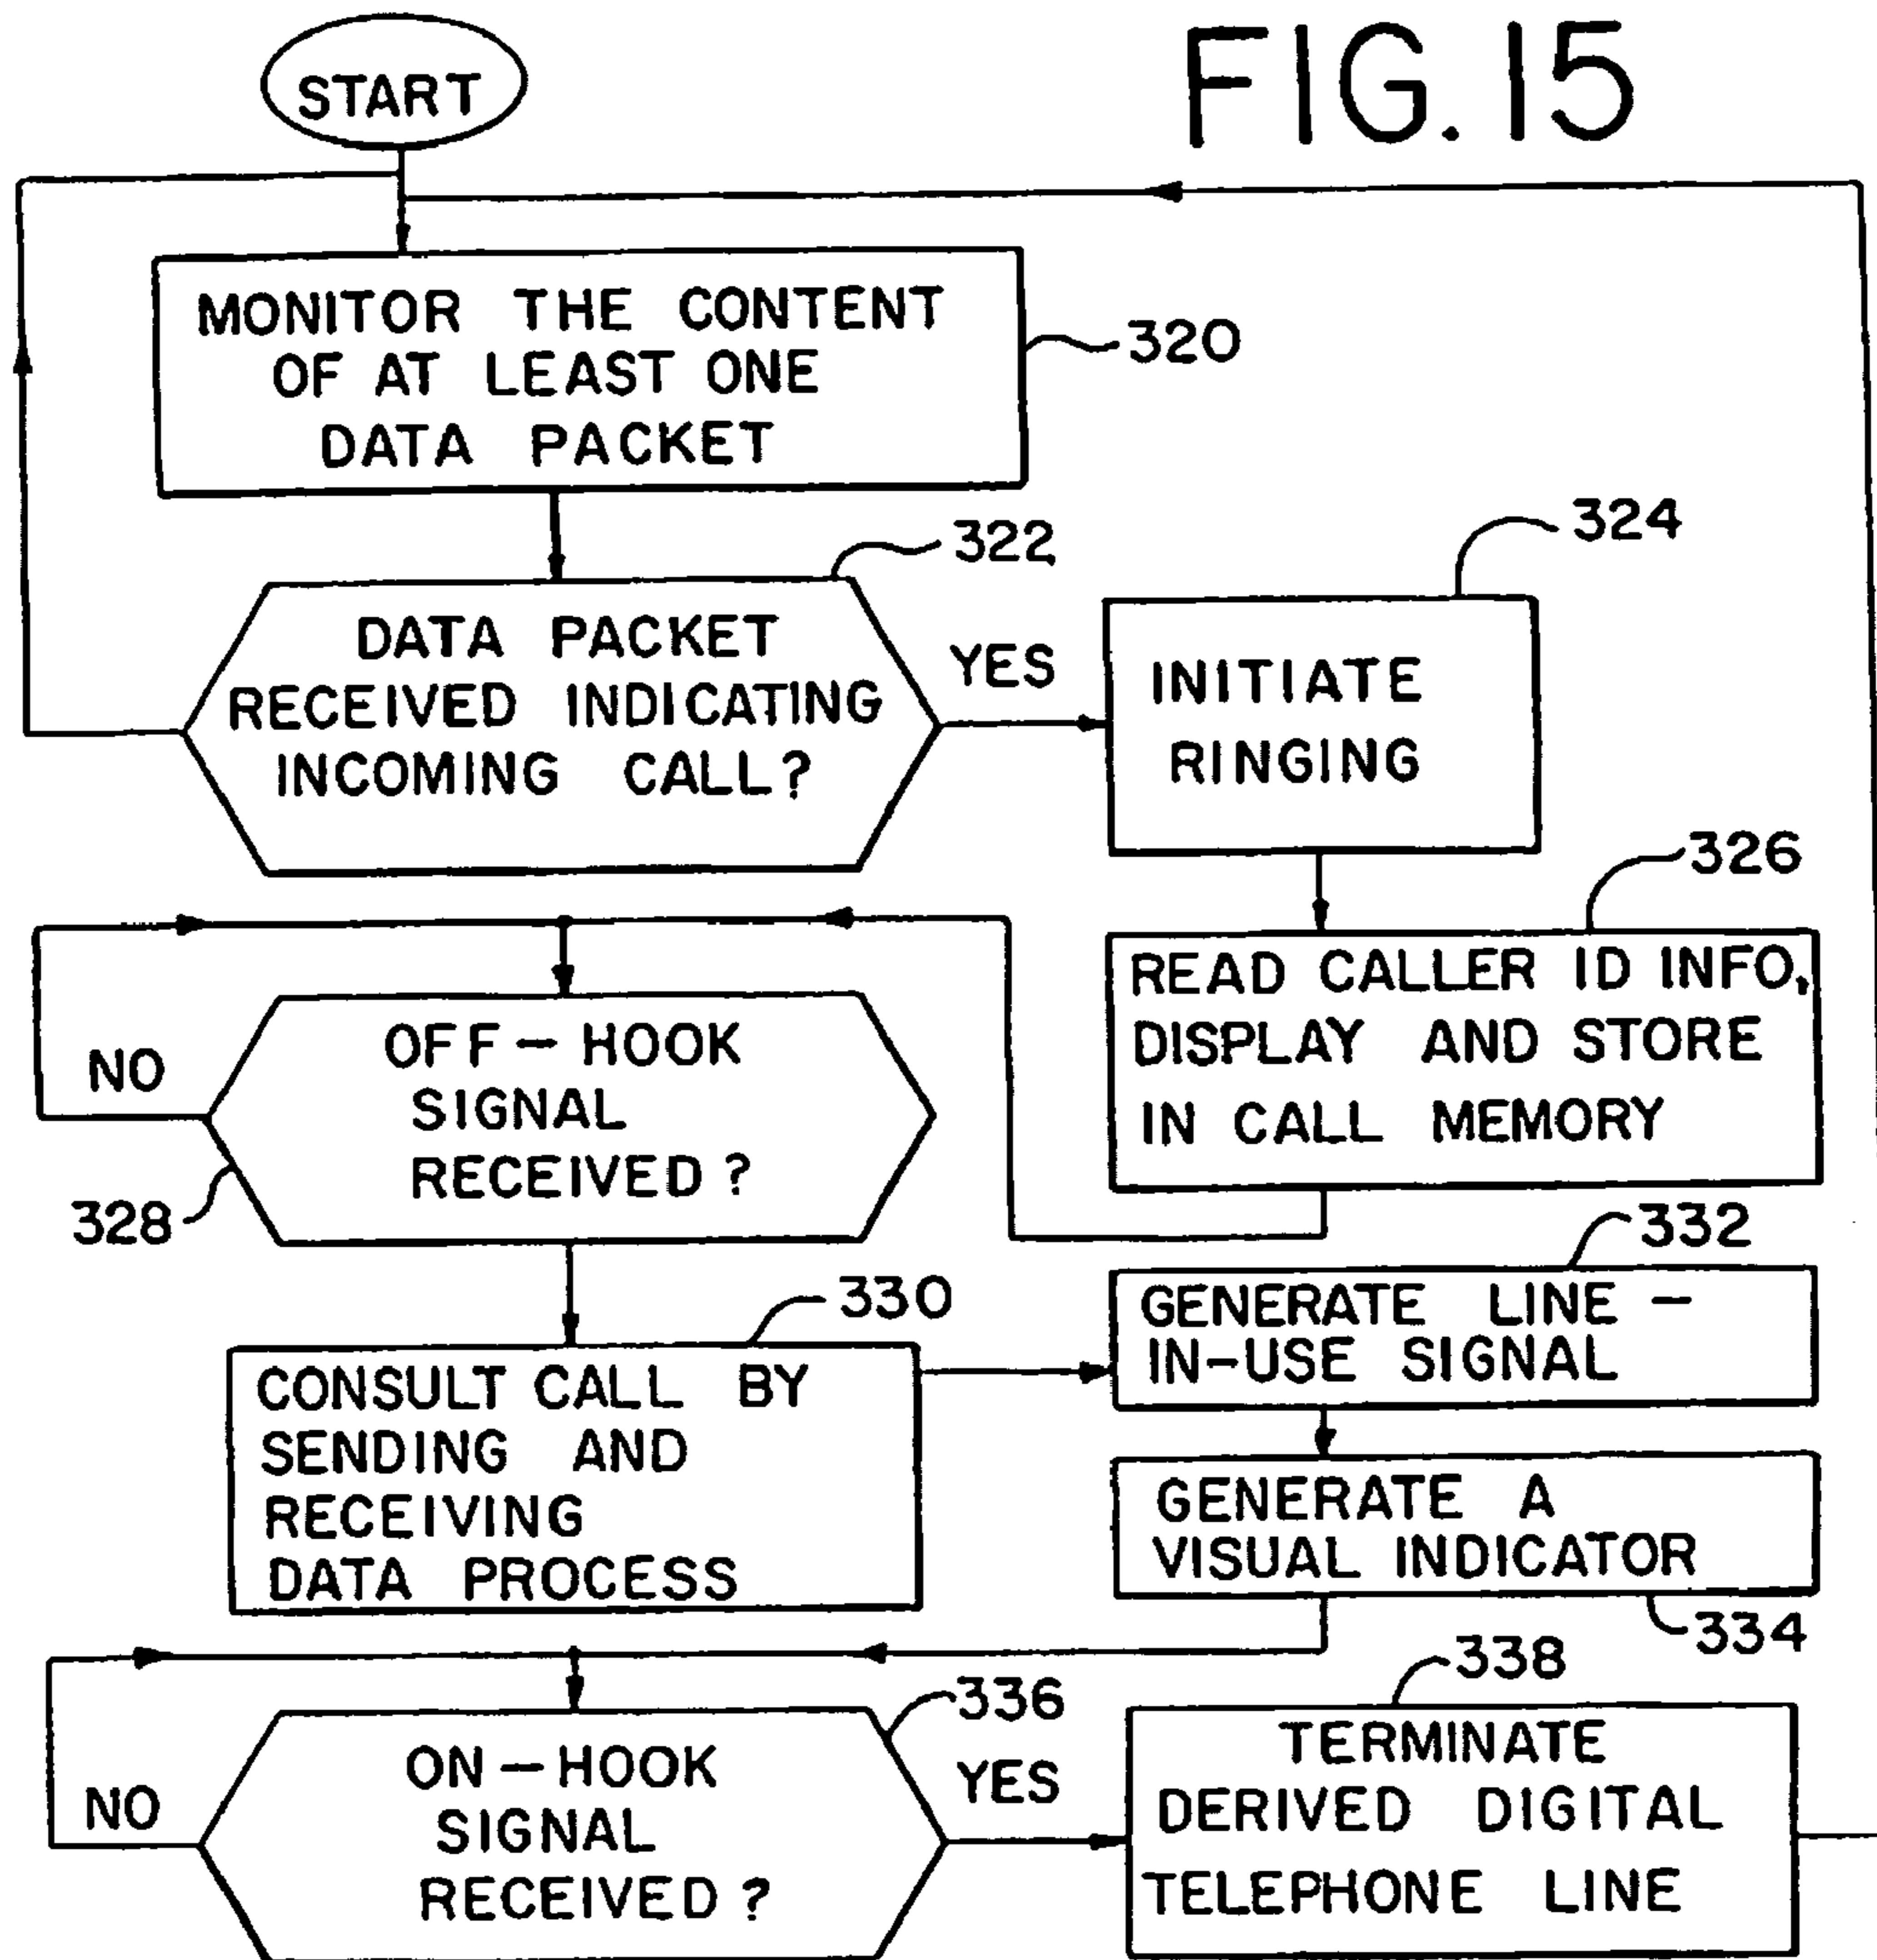 FIG. 15
START
MONITOR THE CONTENT
OF AT LEAST ONE
DATA PACKET
320
322
DATA PACKET
RECEIVED INDICATING
INCOMING CALL?
YES
324
INITIATE
RINGING
326
READ CALLER ID INFO,
DISPLAY AND STORE
IN CALL MEMORY
OFF-HOOK
SIGNAL
RECEIVED?
NO
328
330
CONSULT CALL BY
SENDING AND
RECEIVING
DATA PROCESS
332
GENERATE LINE-
IN-USE SIGNAL
GENERATE A
VISUAL INDICATOR
334
336
ON-HOOK
SIGNAL
RECEIVED?
NO
YES
338
TERMINATE
DERIVED DIGITAL
TELEPHONE LINE